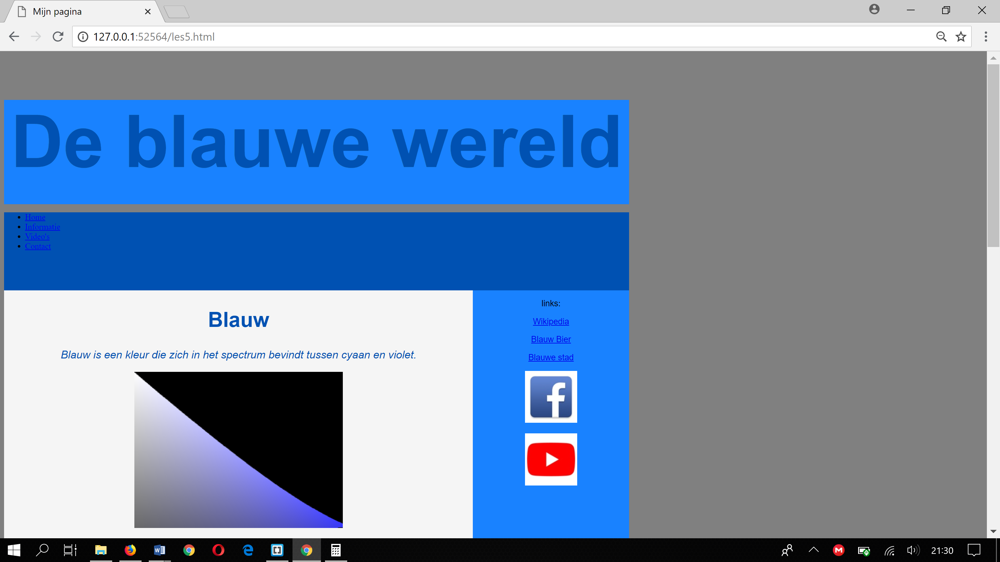 Mijn pagina
127.0.0.1:52564/les5.html
De blauwe wereld
Home
Informatie
Video's
Contact
Blauw
Blauw is een kleur die zich in het spectrum bevindt tussen cyaan en violet.
links:
Wikipedia
Blauw Bier
Blauwe stad
21:30